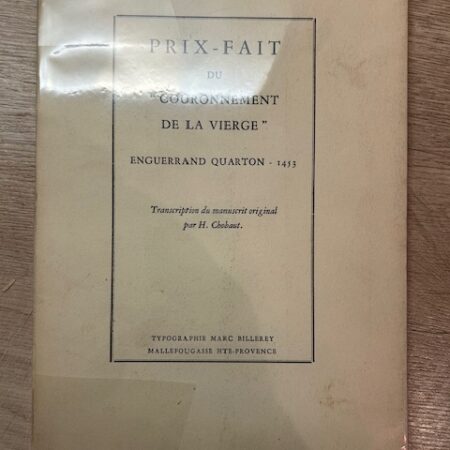 PRIX-FAIT
DU
"COURONNEMENT
DE LA VIERGE"
ENGUERRAND QUARTON - 1453
Transcription du manuscrit original
par H. Chobaut.
TYPOGRAPHIE MARC BILLEREY
MALLEFOUGASSE HTE-PROVENCE